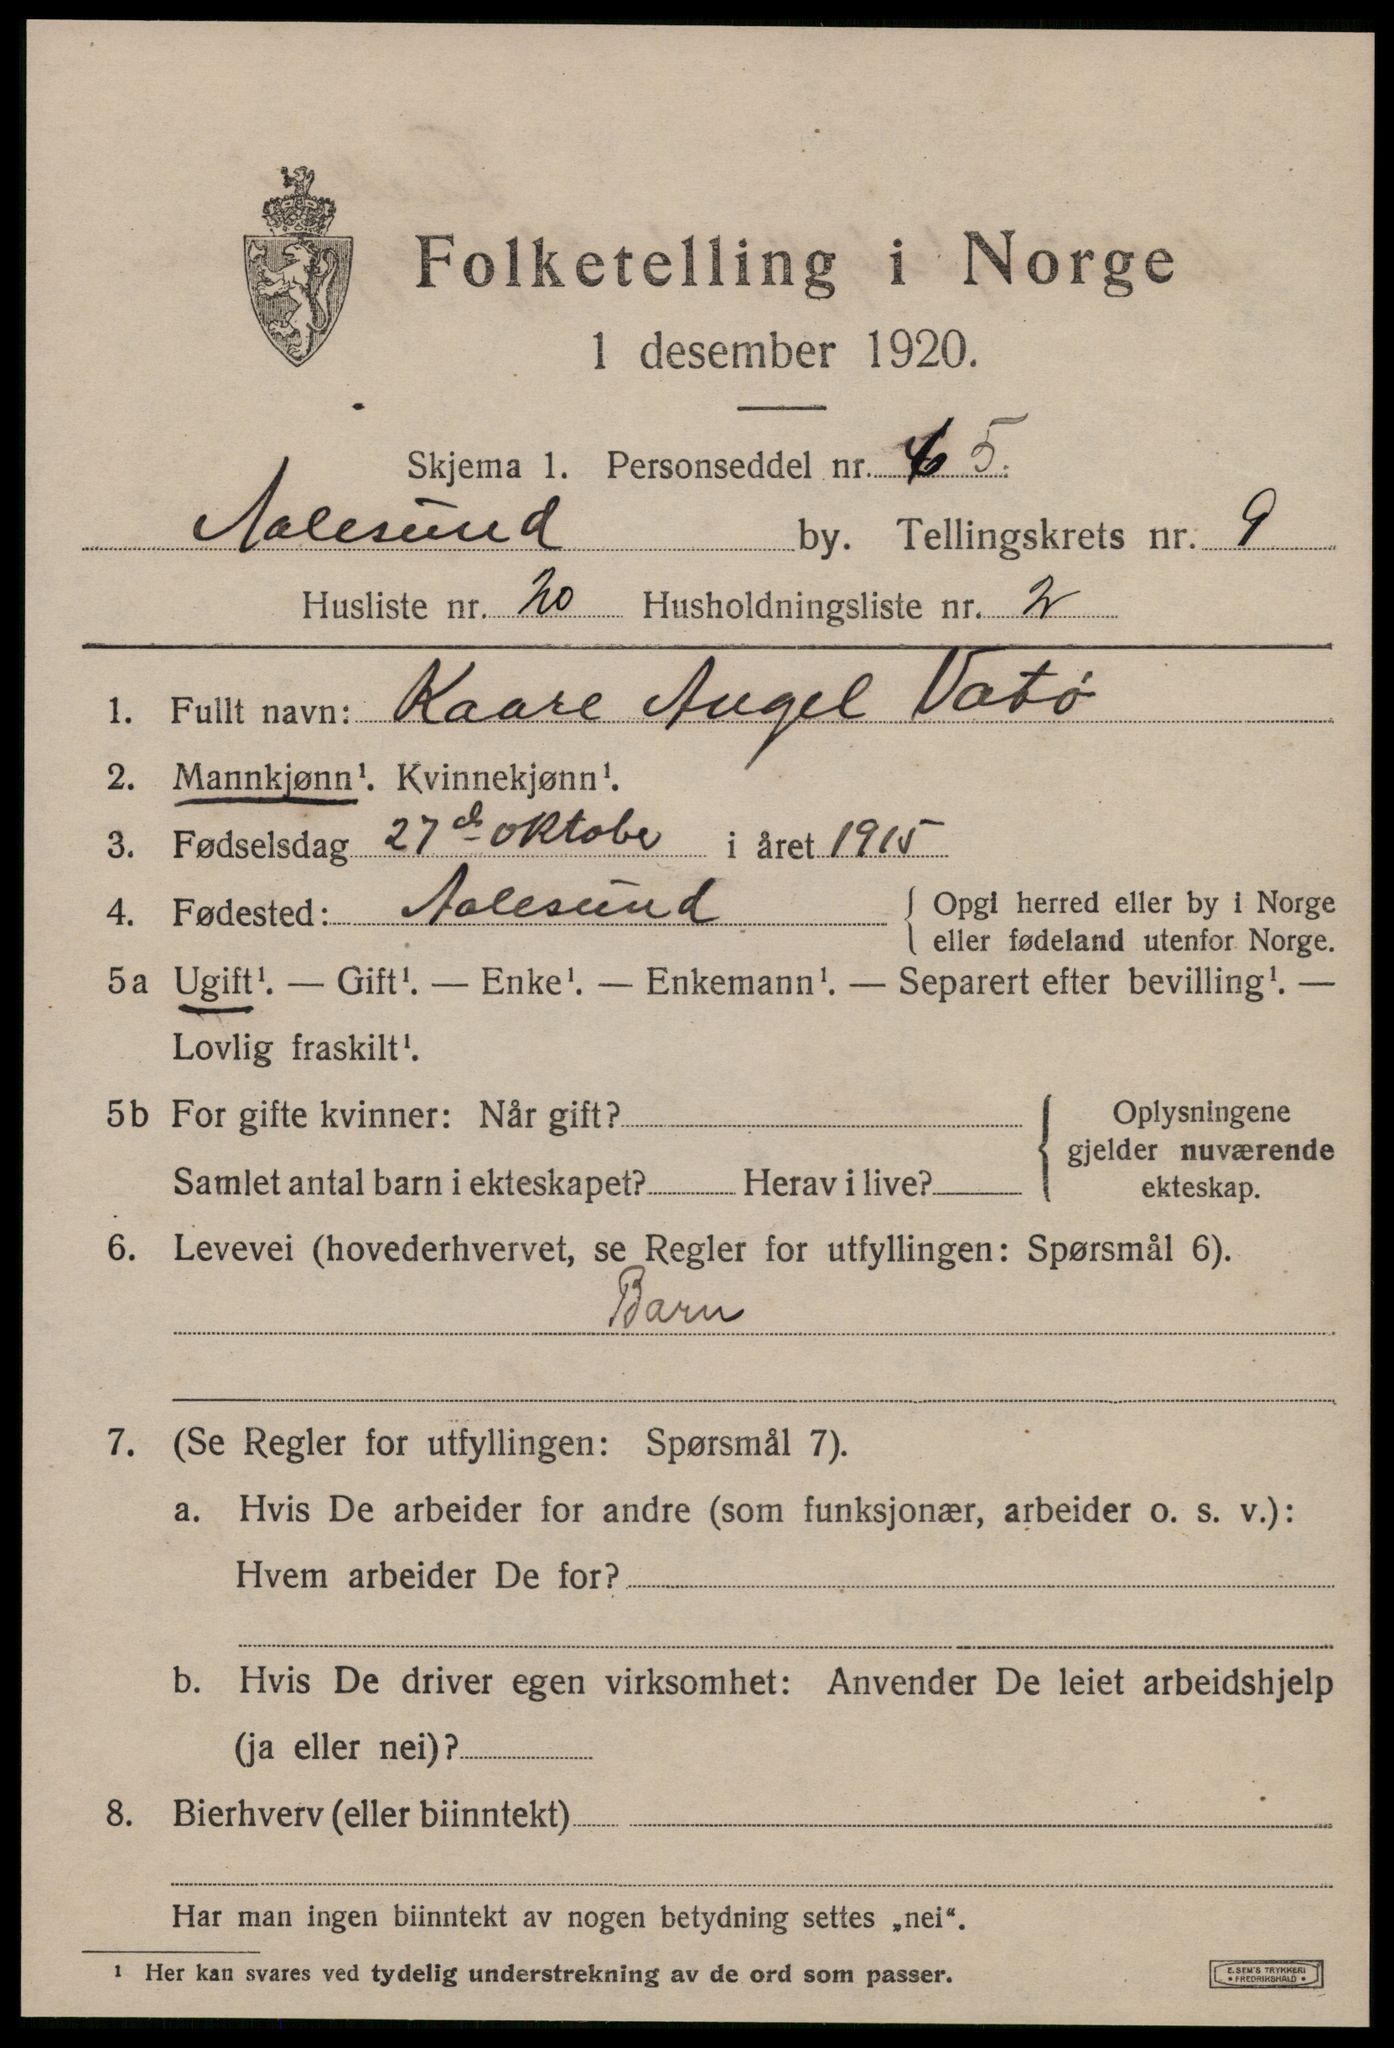 Folketelling i Norge
1 desember 1920.
Skjema 1. Personseddel nr. 5.
Aalesund by. Tellingskrets nr. 9
Husliste nr. 20 Husholdningsliste nr. 2
1. Fullt navn: Kaare Angel Vatø
2. Mannkjønn¹. Kvinnekjønn¹.
3. Fødselsdag 27de oktober i året 1915
4. Fødested: Aalesund { Opgi herred eller by i Norge
eller fødeland utenfor Norge.
5a Ugift¹. — Gift¹. — Enke¹. — Enkemann¹. — Separert efter bevilling¹. —
Lovlig fraskilt¹.
5b For gifte kvinner: Når gift? { Oplysningene
gjelder nuværende
Samlet antal barn i ekteskapet? Herav i live? ekteskap.
6. Levevei (hovederhvervet, se Regler for utfyllingen: Spørsmål 6).
Barn
7. (Se Regler for utfyllingen: Spørsmål 7).
a. Hvis De arbeider for andre (som funksjonær, arbeider o. s. v.):
Hvem arbeider De for?
b. Hvis De driver egen virksomhet: Anvender De leiet arbeidshjelp
(ja eller nei)?
8. Bierhverv (eller biinntekt)
Har man ingen biinntekt av nogen betydning settes „nei“.
¹ Her kan svares ved tydelig understrekning av de ord som passer.
E. SEM'S TRYKKERI
• FREDRIKSHALD •